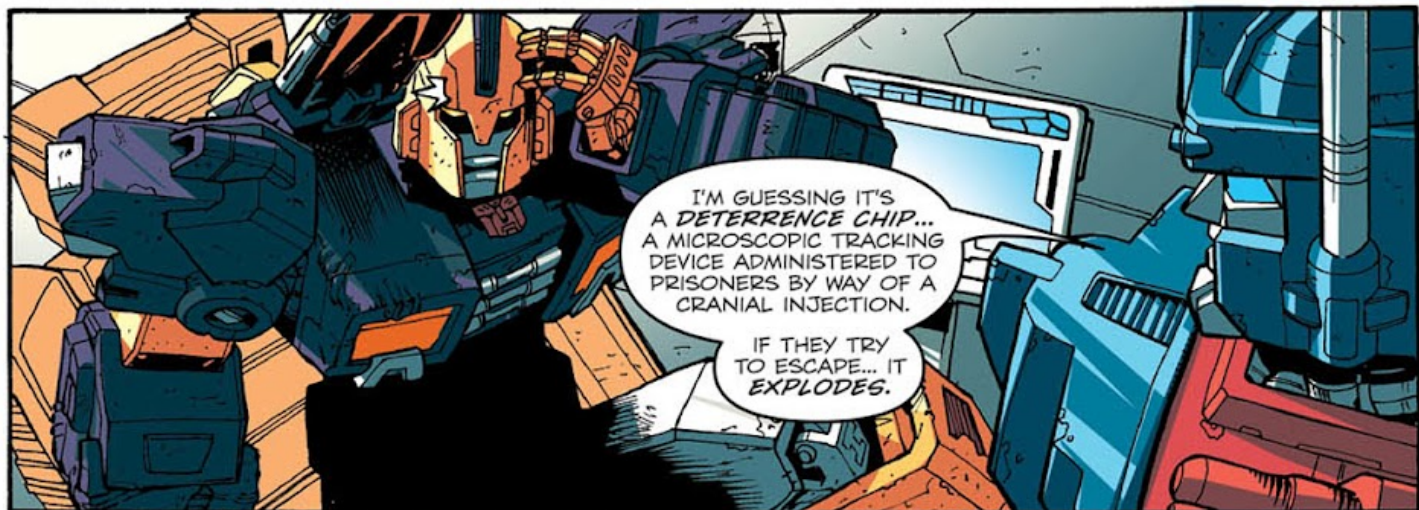 I'M GUESSING IT'S
A DETERRENCE CHIP...
A MICROSCOPIC TRACKING
DEVICE ADMINISTERED TO
PRISONERS BY WAY OF A
CRANIAL INJECTION.
IF THEY TRY
TO ESCAPE... IT
EXPLODES.